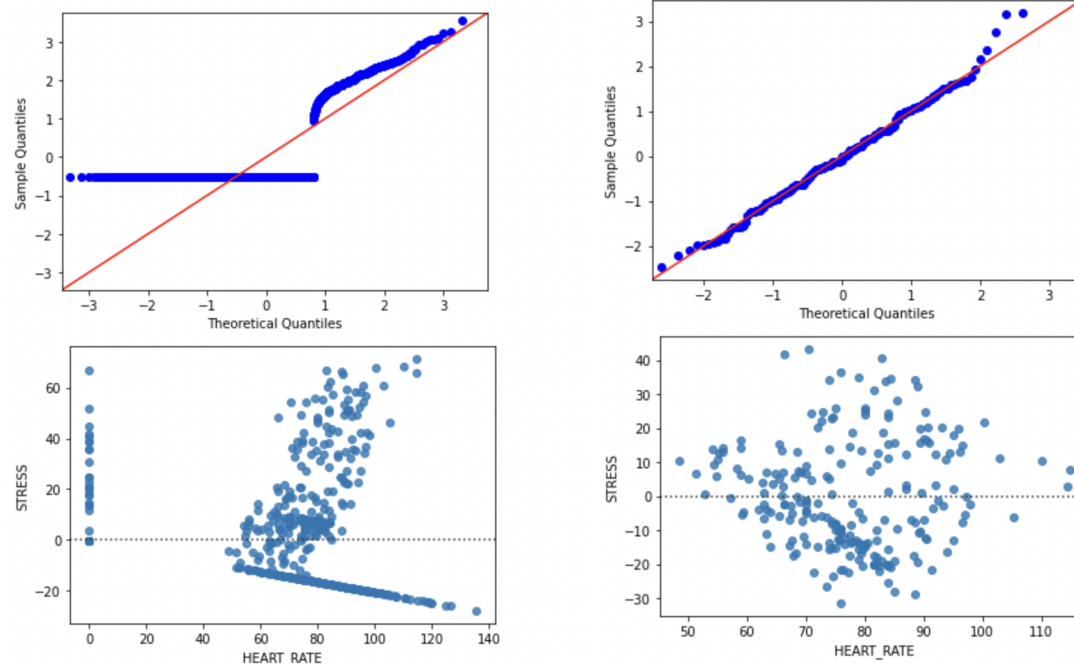 Sample Quantiles
3
2
1
0
−1
−2
−3
−3 −2 −1 0 1 2 3
Theoretical Quantiles
Sample Quantiles
3
2
1
0
−1
−2
−2 −1 0 1 2 3
Theoretical Quantiles
STRESS
60
40
20
0
−20
0 20 40 60 80 100 120 140
HEART_RATE
STRESS
40
30
20
10
0
−10
−20
−30
50 60 70 80 90 100 110
HEART_RATE